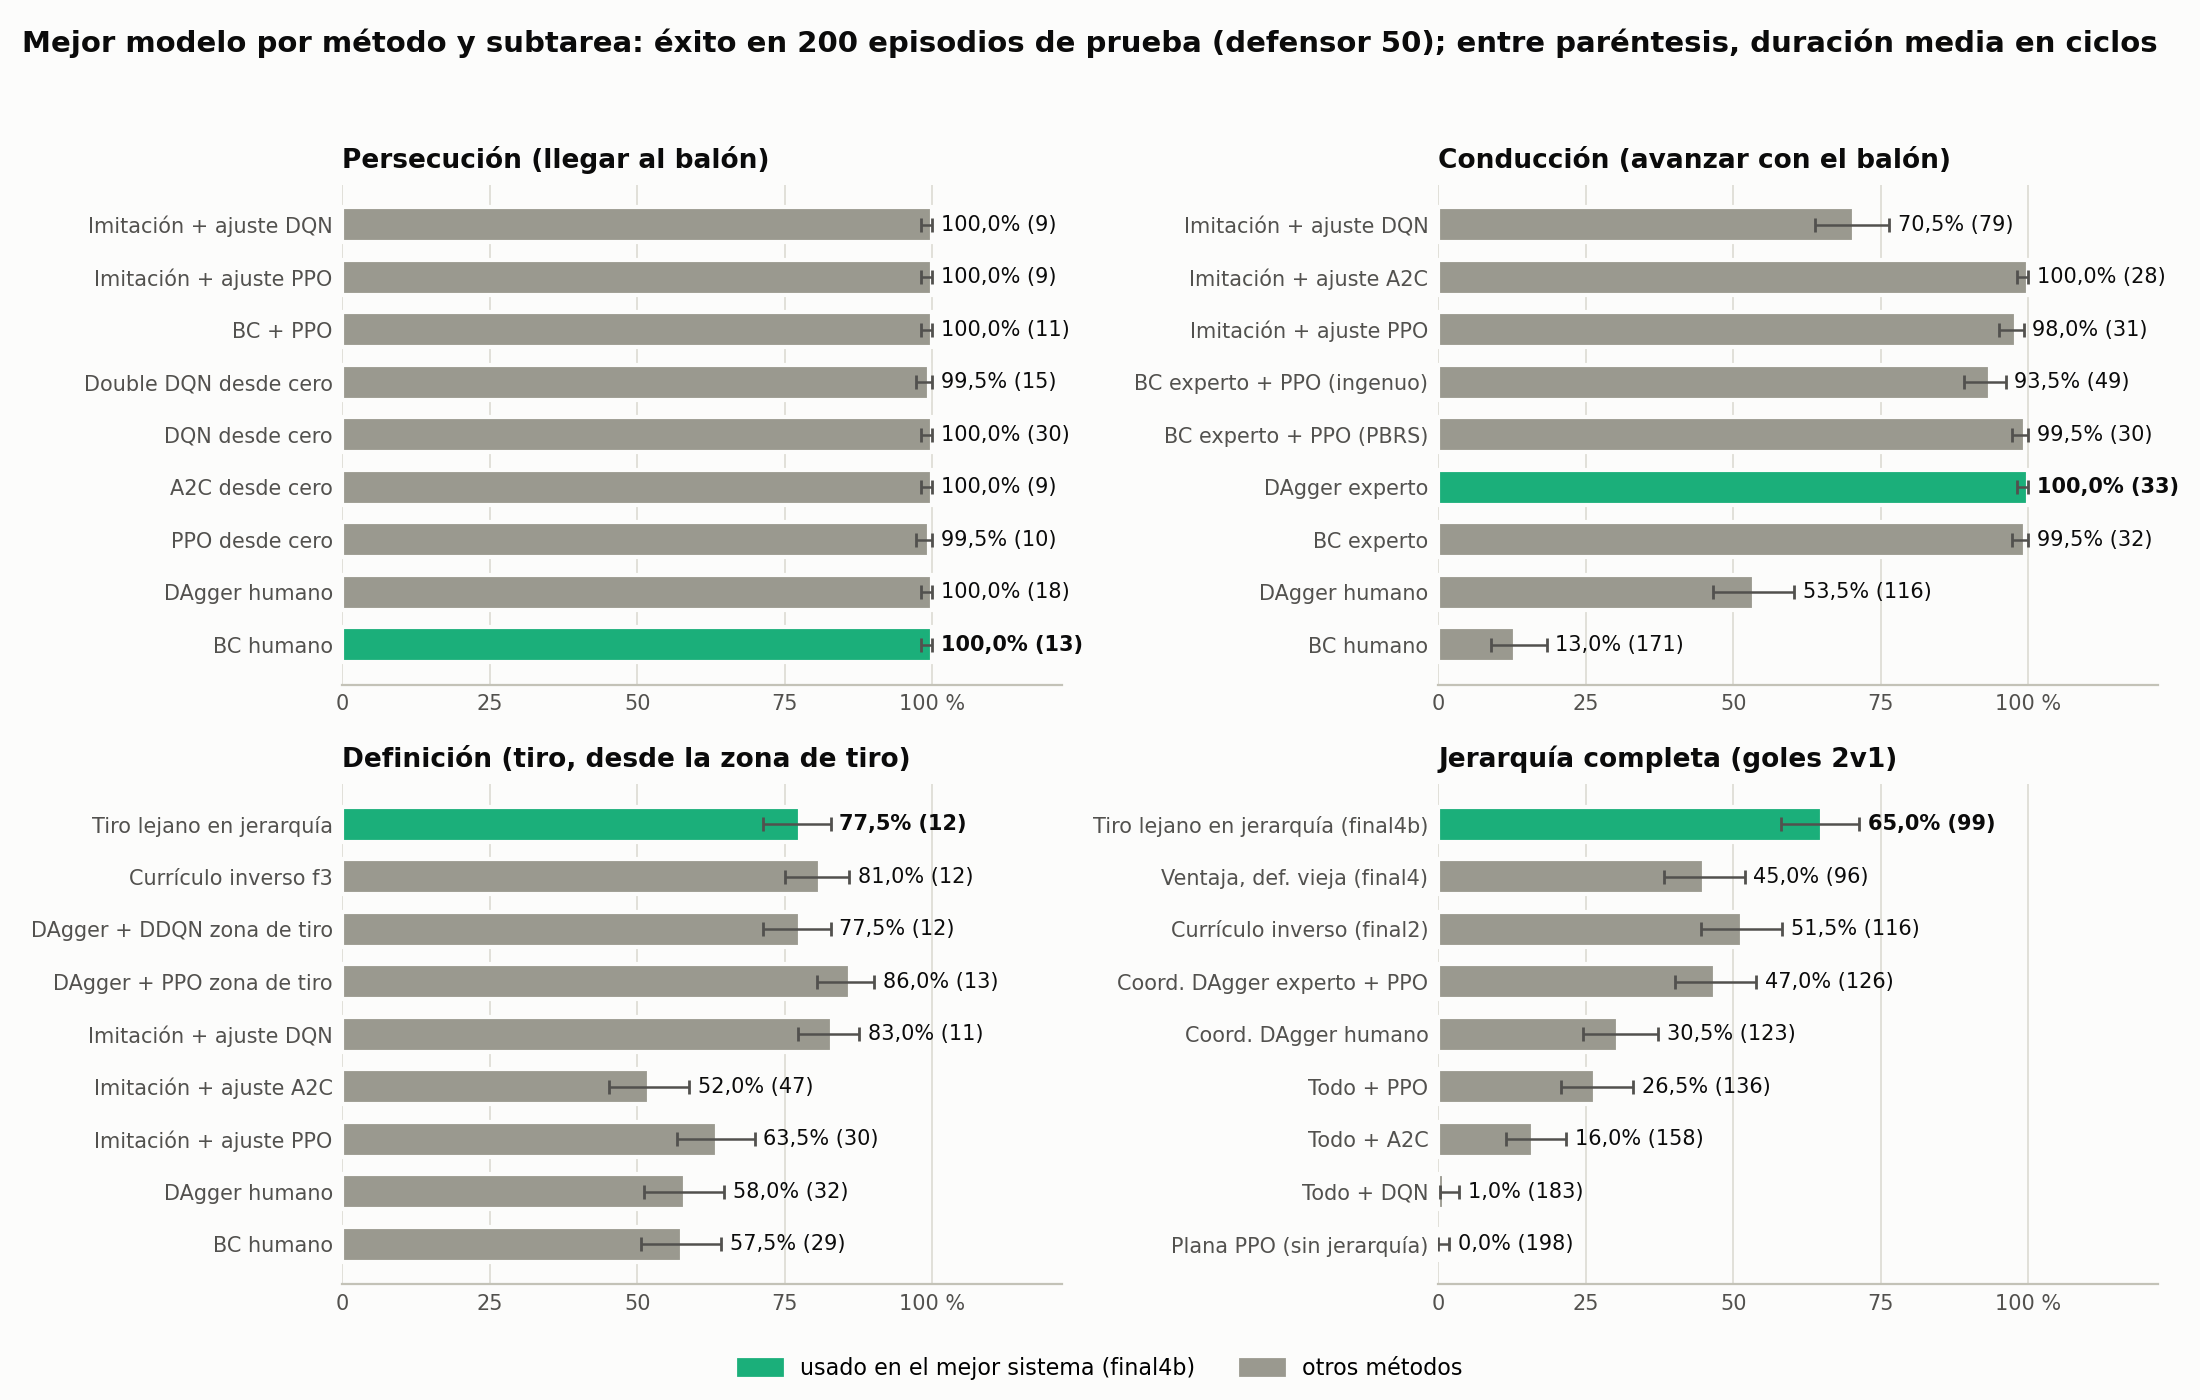 Mejor modelo por método y subtarea: éxito en 200 episodios de prueba (defensor 50); entre paréntesis, duración media en ciclos
Persecución (llegar al balón)
Imitación + ajuste DQN 100,0% (9)
Imitación + ajuste PPO 100,0% (9)
BC + PPO 100,0% (11)
Double DQN desde cero 99,5% (15)
DQN desde cero 100,0% (30)
A2C desde cero 100,0% (9)
PPO desde cero 99,5% (10)
DAgger humano 100,0% (18)
BC humano 100,0% (13)
0 25 50 75 100 %
Conducción (avanzar con el balón)
Imitación + ajuste DQN 70,5% (79)
Imitación + ajuste A2C 100,0% (28)
Imitación + ajuste PPO 98,0% (31)
BC experto + PPO (ingenuo) 93,5% (49)
BC experto + PPO (PBRS) 99,5% (30)
DAgger experto 100,0% (33)
BC experto 99,5% (32)
DAgger humano 53,5% (116)
BC humano 13,0% (171)
0 25 50 75 100 %
Definición (tiro, desde la zona de tiro)
Tiro lejano en jerarquía 77,5% (12)
Currículo inverso f3 81,0% (12)
DAgger + DDQN zona de tiro 77,5% (12)
DAgger + PPO zona de tiro 86,0% (13)
Imitación + ajuste DQN 83,0% (11)
Imitación + ajuste A2C 52,0% (47)
Imitación + ajuste PPO 63,5% (30)
DAgger humano 58,0% (32)
BC humano 57,5% (29)
0 25 50 75 100 %
Jerarquía completa (goles 2v1)
Tiro lejano en jerarquía (final4b) 65,0% (99)
Ventaja, def. vieja (final4) 45,0% (96)
Currículo inverso (final2) 51,5% (116)
Coord. DAgger experto + PPO 47,0% (126)
Coord. DAgger humano 30,5% (123)
Todo + PPO 26,5% (136)
Todo + A2C 16,0% (158)
Todo + DQN 1,0% (183)
Plana PPO (sin jerarquía) 0,0% (198)
0 25 50 75 100 %
usado en el mejor sistema (final4b) otros métodos